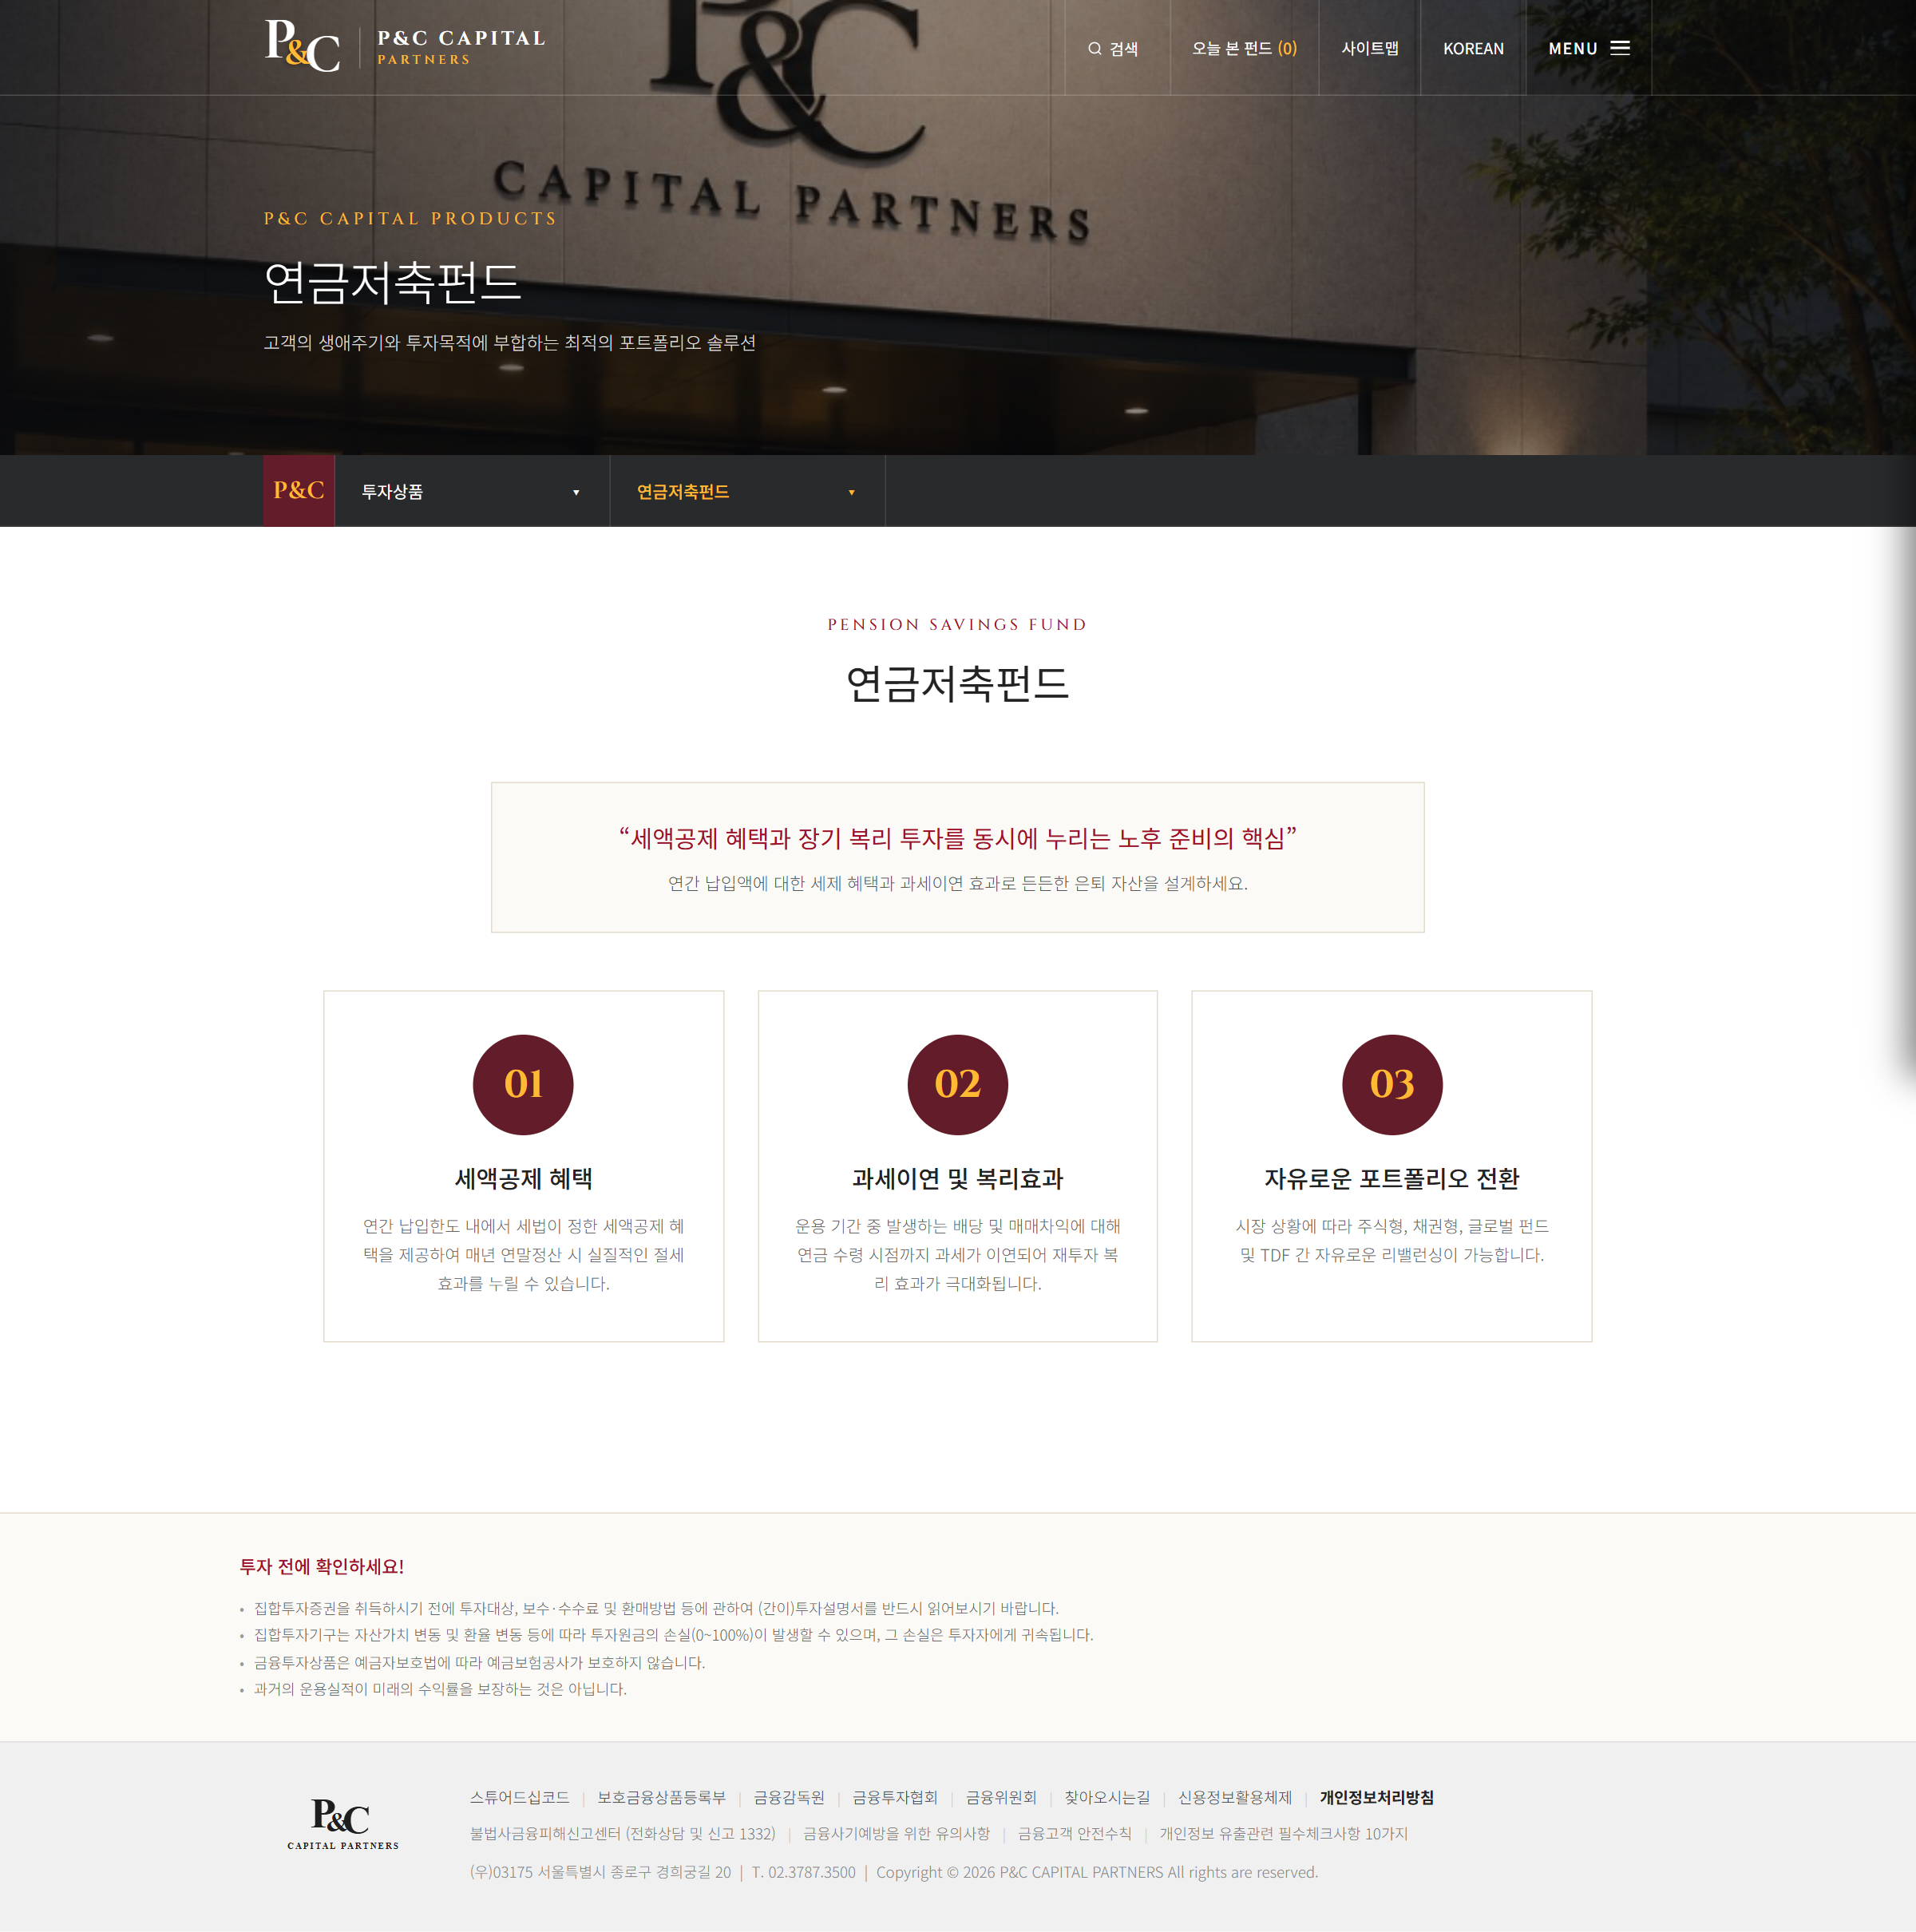 P&C
P&C CAPITAL
PARTNERS
검색
오늘 본 펀드 (0)
사이트맵
KOREAN
MENU
P&C
CAPITAL PARTNERS
P&C CAPITAL PRODUCTS
연금저축펀드
고객의 생애주기와 투자목적에 부합하는 최적의 포트폴리오 솔루션
P&C
투자상품
연금저축펀드
PENSION SAVINGS FUND
연금저축펀드
“세액공제 혜택과 장기 복리 투자를 동시에 누리는 노후 준비의 핵심”
연간 납입액에 대한 세제 혜택과 과세이연 효과로 든든한 은퇴 자산을 설계하세요.
01
세액공제 혜택
연간 납입한도 내에서 세법이 정한 세액공제 혜
택을 제공하여 매년 연말정산 시 실질적인 절세
효과를 누릴 수 있습니다.
02
과세이연 및 복리효과
운용 기간 중 발생하는 배당 및 매매차익에 대해
연금 수령 시점까지 과세가 이연되어 재투자 복
리 효과가 극대화됩니다.
03
자유로운 포트폴리오 전환
시장 상황에 따라 주식형, 채권형, 글로벌 펀드
및 TDF 간 자유로운 리밸런싱이 가능합니다.
투자 전에 확인하세요!
• 집합투자증권을 취득하시기 전에 투자대상, 보수·수수료 및 환매방법 등에 관하여 (간이)투자설명서를 반드시 읽어보시기 바랍니다.
• 집합투자기구는 자산가치 변동 및 환율 변동 등에 따라 투자원금의 손실(0~100%)이 발생할 수 있으며, 그 손실은 투자자에게 귀속됩니다.
• 금융투자상품은 예금자보호법에 따라 예금보험공사가 보호하지 않습니다.
• 과거의 운용실적이 미래의 수익률을 보장하는 것은 아닙니다.
P&C
CAPITAL PARTNERS
스튜어드십코드 | 보호금융상품등록부 | 금융감독원 | 금융투자협회 | 금융위원회 | 찾아오시는길 | 신용정보활용체제 | 개인정보처리방침
불법사금융피해신고센터 (전화상담 및 신고 1332) | 금융사기예방을 위한 유의사항 | 금융고객 안전수칙 | 개인정보 유출관련 필수체크사항 10가지
(우)03175 서울특별시 종로구 경희궁길 20 | T. 02.3787.3500 | Copyright © 2026 P&C CAPITAL PARTNERS All rights are reserved.